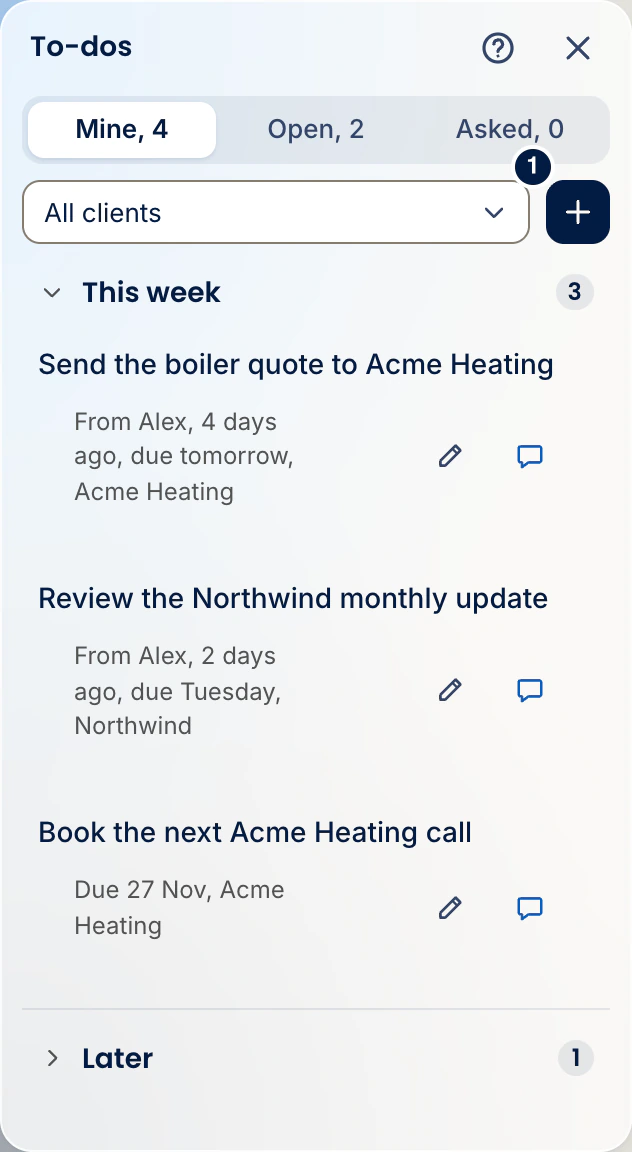 To-dos
Mine, 4
Open, 2
Asked, 0
1
All clients
This week
3
Send the boiler quote to Acme Heating
From Alex, 4 days
ago, due tomorrow,
Acme Heating
Review the Northwind monthly update
From Alex, 2 days
ago, due Tuesday,
Northwind
Book the next Acme Heating call
Due 27 Nov, Acme
Heating
Later
1